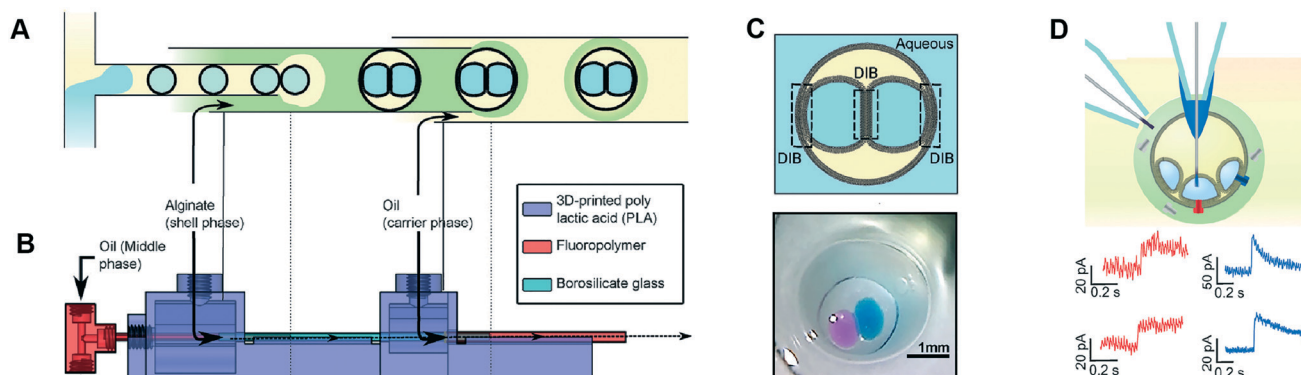 A
B
Alginate
(shell phase)
Oil (Middle
phase)
Oil
(carrier phase)
3D-printed poly
lactic acid (PLA)
Fluoropolymer
Borosilicate glass
C
Aqueous
DIB
DIB
DIB
1mm
D
20 pA
0.2 s
50 pA
0.2 s
20 pA
0.2 s
20 pA
0.2 s